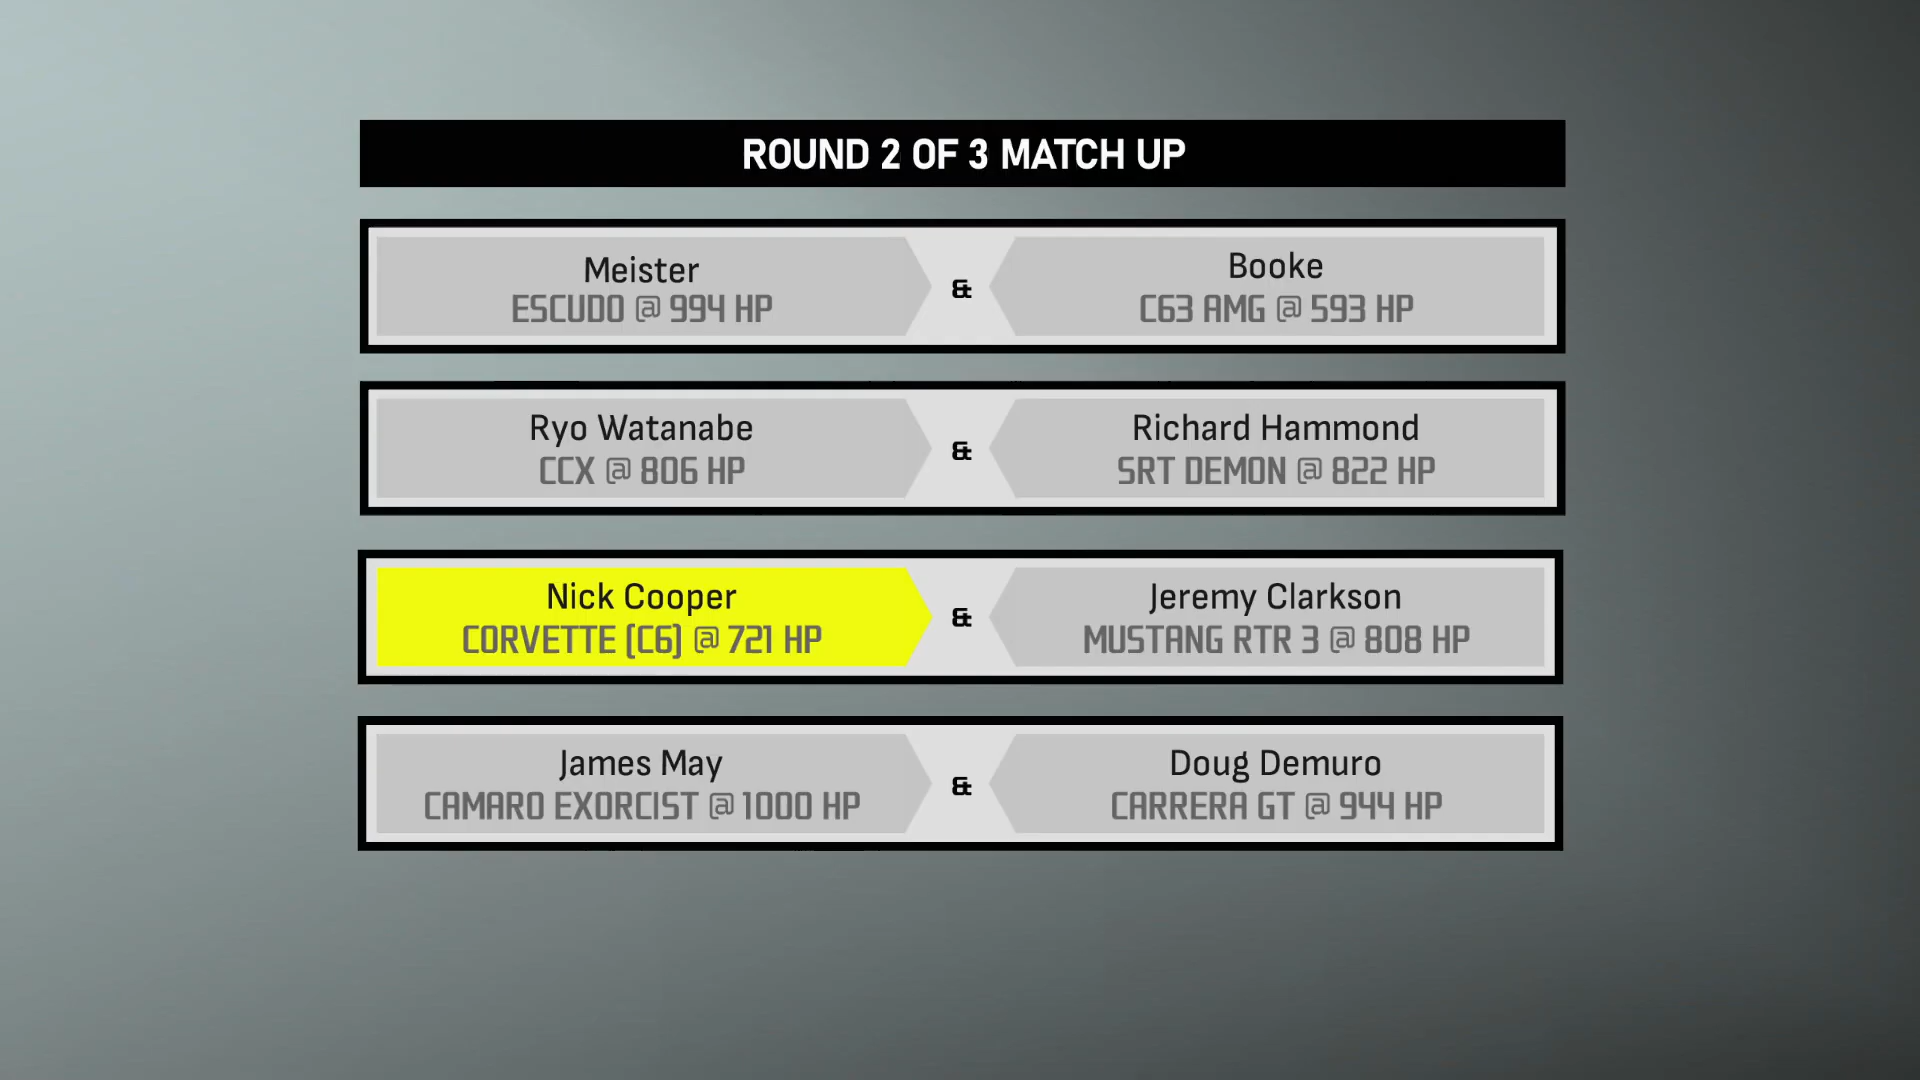 ROUND 2 OF 3 MATCH UP
Meister
ESCUDO @ 994 HP
&
Booke
C63 AMG @ 593 HP
Ryo Watanabe
CCX @ 806 HP
&
Richard Hammond
SRT DEMON @ 822 HP
Nick Cooper
CORVETTE (C6) @ 721 HP
&
Jeremy Clarkson
MUSTANG RTR 3 @ 808 HP
James May
CAMARO EXORCIST @ 1000 HP
&
Doug Demuro
CARRERA GT @ 944 HP